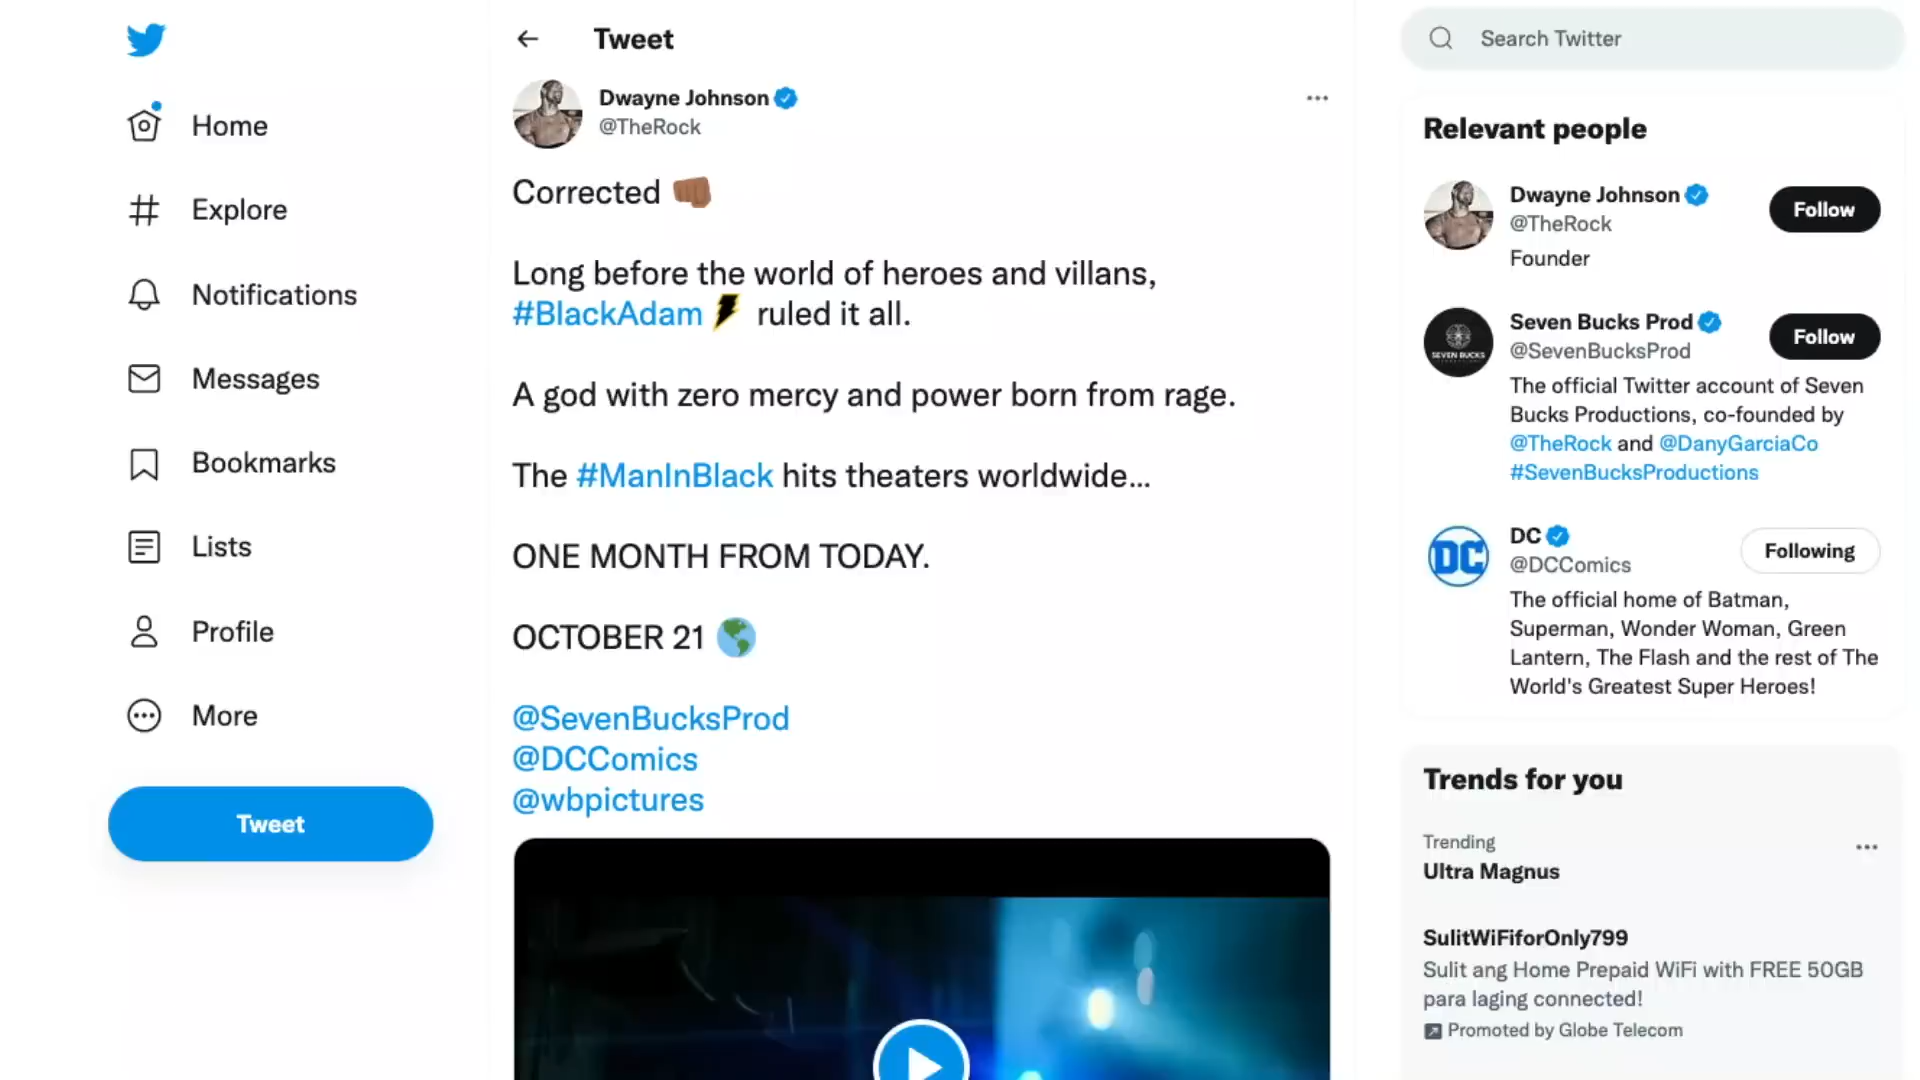 Home
Explore
Notifications
Messages
Bookmarks
Lists
Profile
More
Tweet
Tweet
Dwayne Johnson
@TheRock
Corrected
Long before the world of heroes and villans,
#BlackAdam ruled it all.
A god with zero mercy and power born from rage.
The #ManInBlack hits theaters worldwide...
ONE MONTH FROM TODAY.
OCTOBER 21
@SevenBucksProd
@DCComics
@wbpictures
Search Twitter
Relevant people
Dwayne Johnson
@TheRock
Follow
Founder
Seven Bucks Prod
@SevenBucksProd
Follow
SEVEN BUCKS
The official Twitter account of Seven
Bucks Productions, co-founded by
@TheRock and @DanyGarciaCo
#SevenBucksProductions
DC
DC
@DCComics
Following
The official home of Batman,
Superman, Wonder Woman, Green
Lantern, The Flash and the rest of The
World's Greatest Super Heroes!
Trends for you
Trending
Ultra Magnus
SulitWiFiforOnly799
Sulit ang Home Prepaid WiFi with FREE 50GB
para laging connected!
Promoted by Globe Telecom